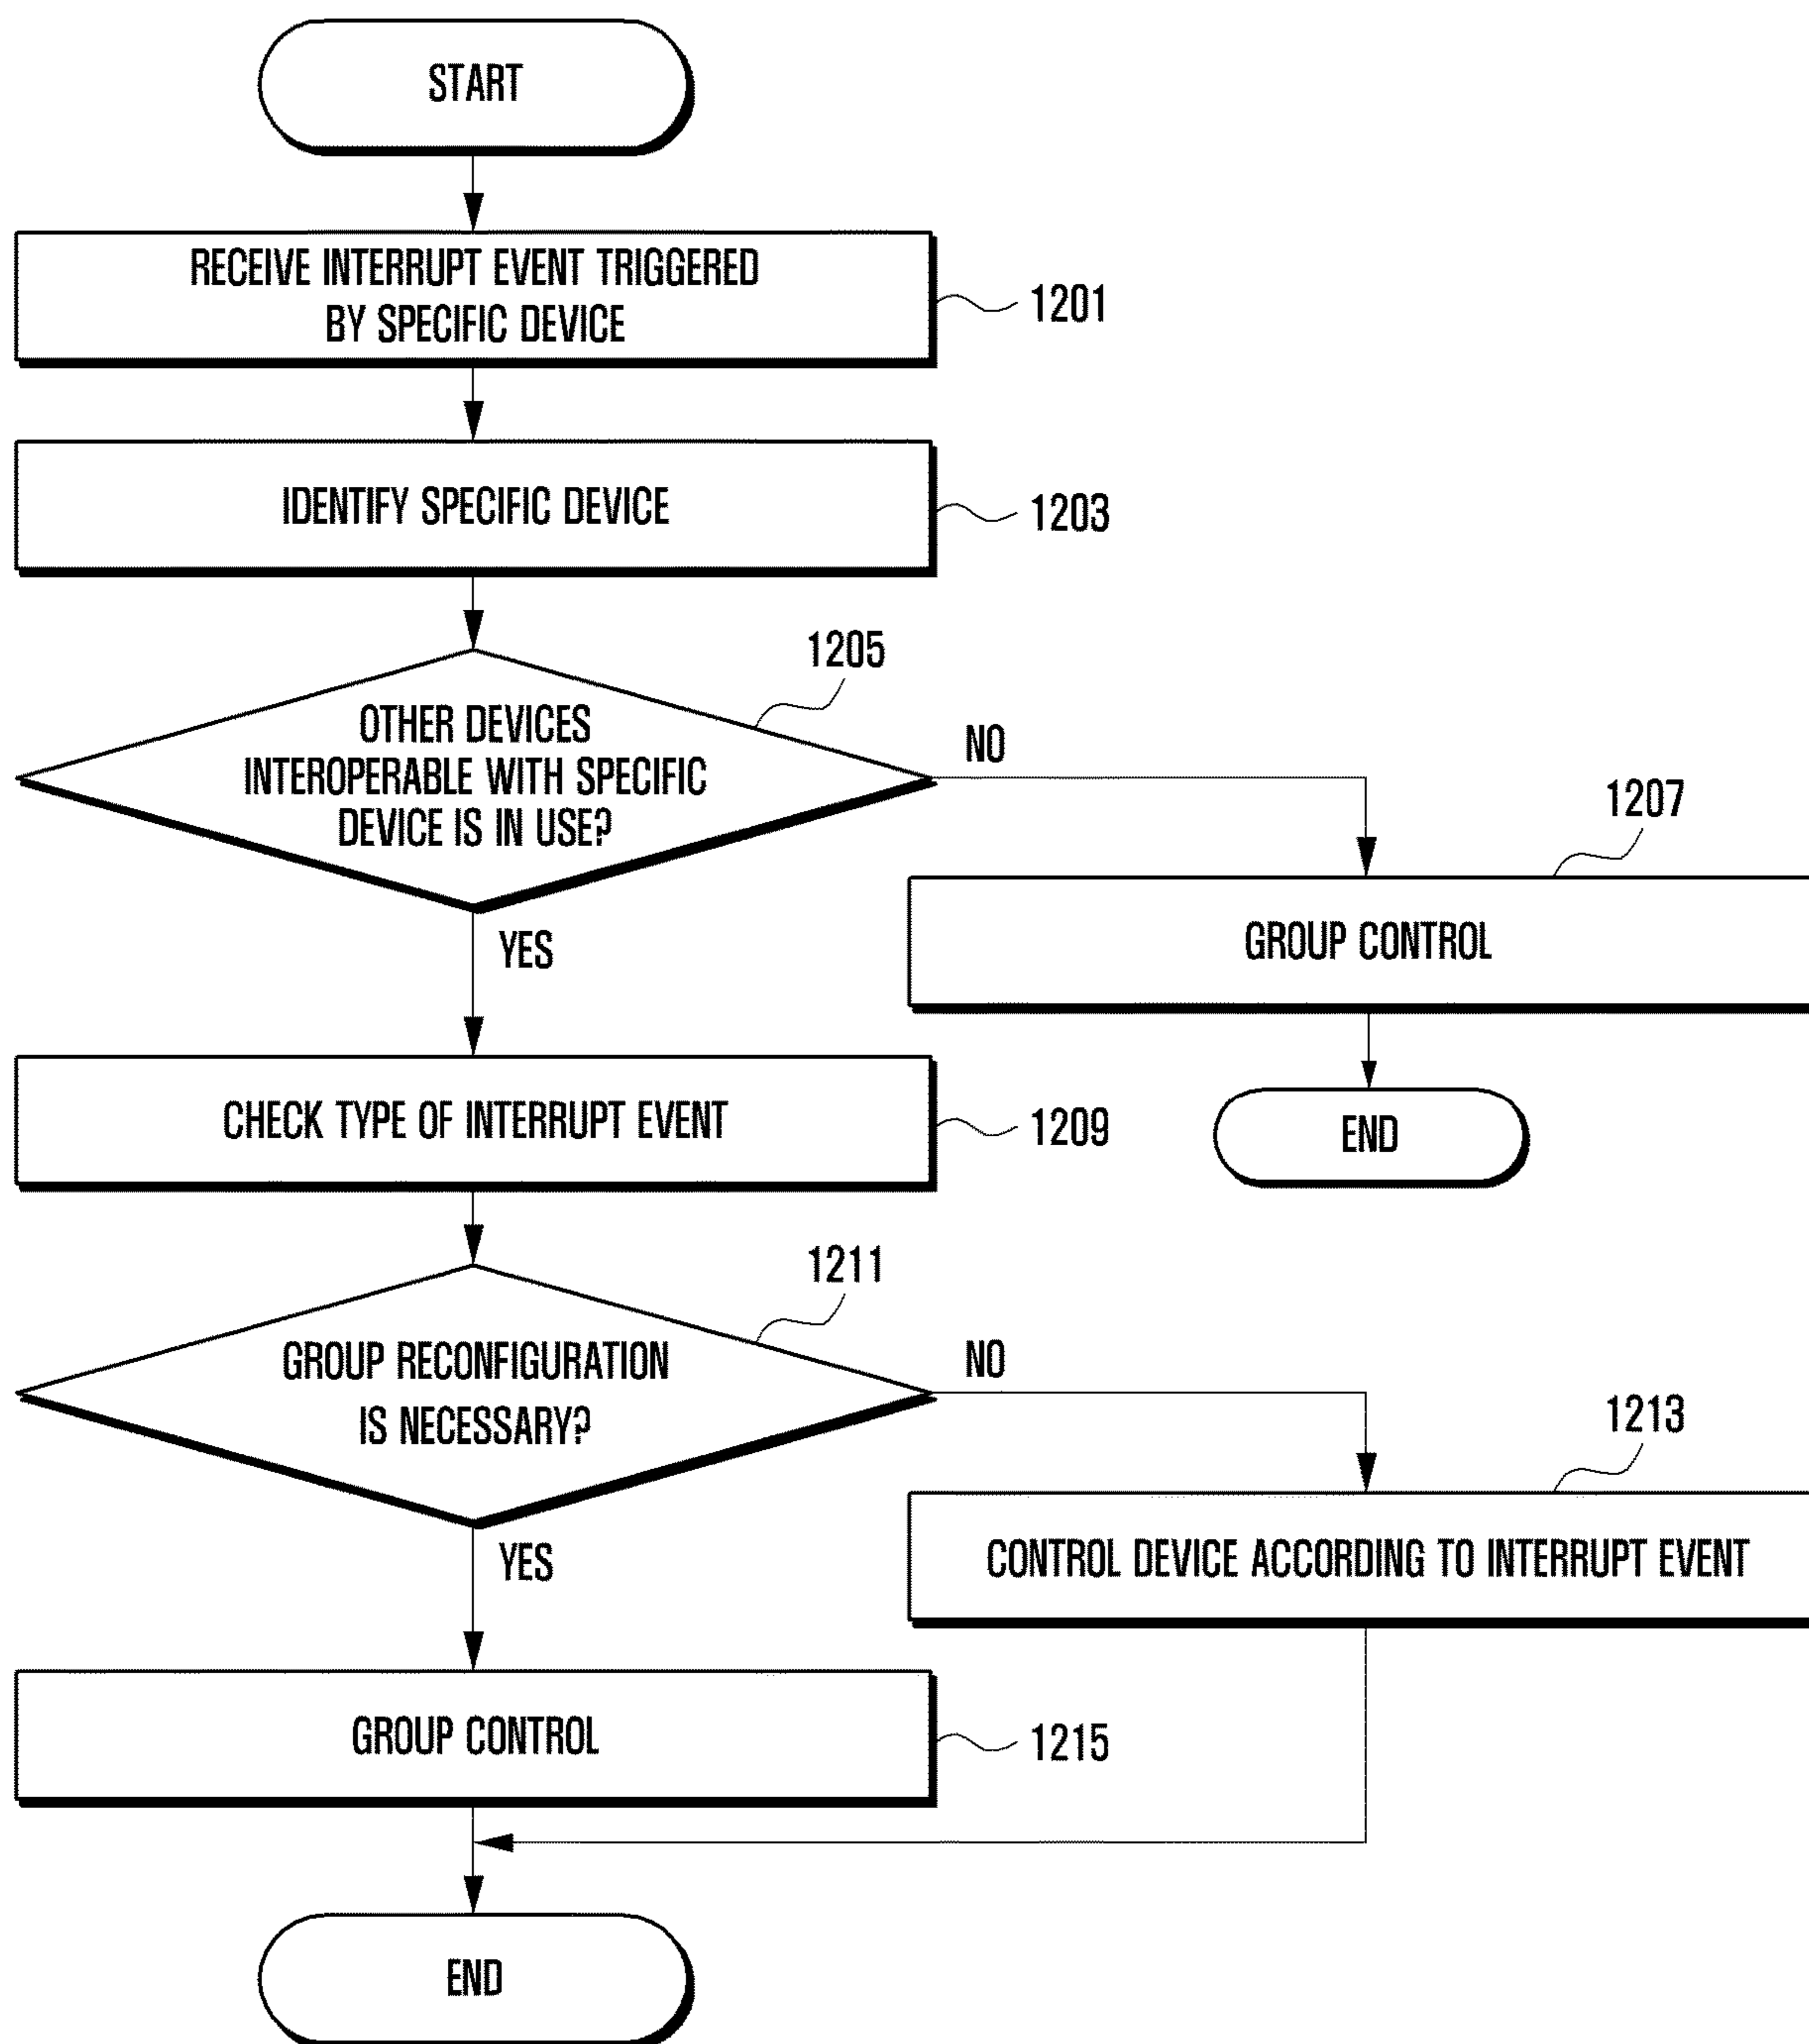 START
RECEIVE INTERRUPT EVENT TRIGGERED
BY SPECIFIC DEVICE
1201
IDENTIFY SPECIFIC DEVICE
1203
1205
OTHER DEVICES
INTEROPERABLE WITH SPECIFIC
DEVICE IS IN USE?
NO
1207
GROUP CONTROL
YES
END
CHECK TYPE OF INTERRUPT EVENT
1209
1211
GROUP RECONFIGURATION
IS NECESSARY?
NO
1213
CONTROL DEVICE ACCORDING TO INTERRUPT EVENT
YES
GROUP CONTROL
1215
END